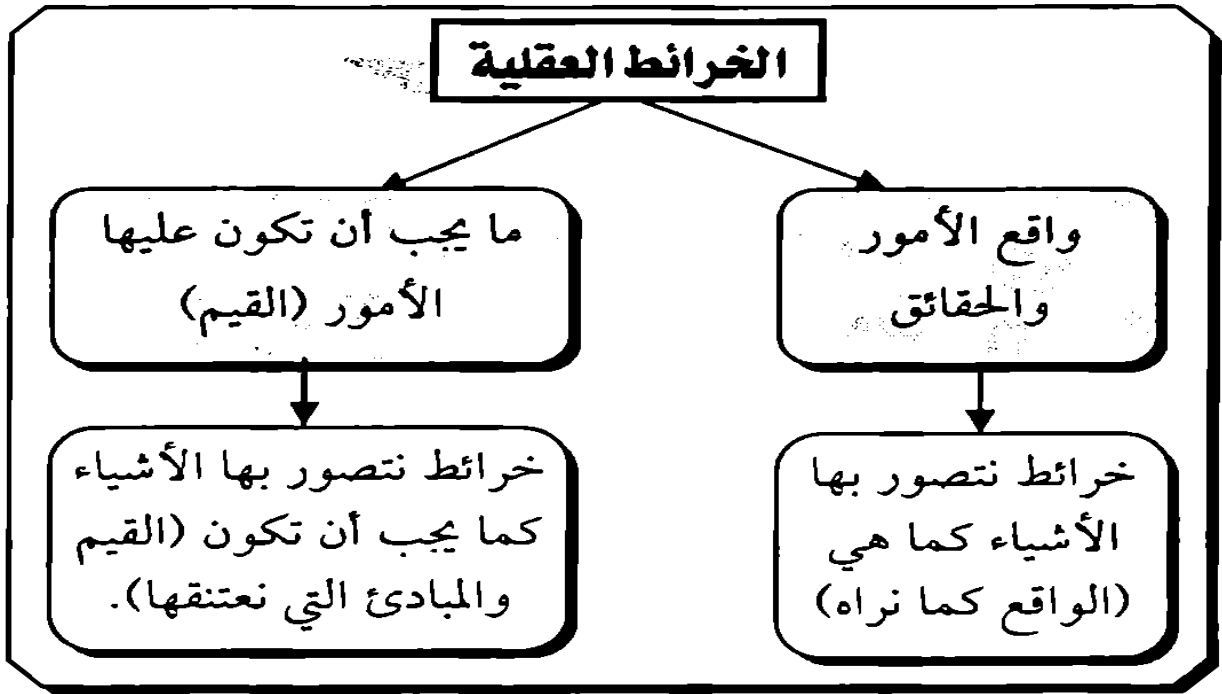 الخرائط العقلية
واقع الأمور
والحقائق
خرائط نتصور بها
الأشياء كما هي
(الواقع كما نراه)
ما يجب أن تكون عليها
الأمور (القيم)
خرائط نتصور بها الأشياء
كما يجب أن تكون (القيم
والمبادئ التي نعتنقها).